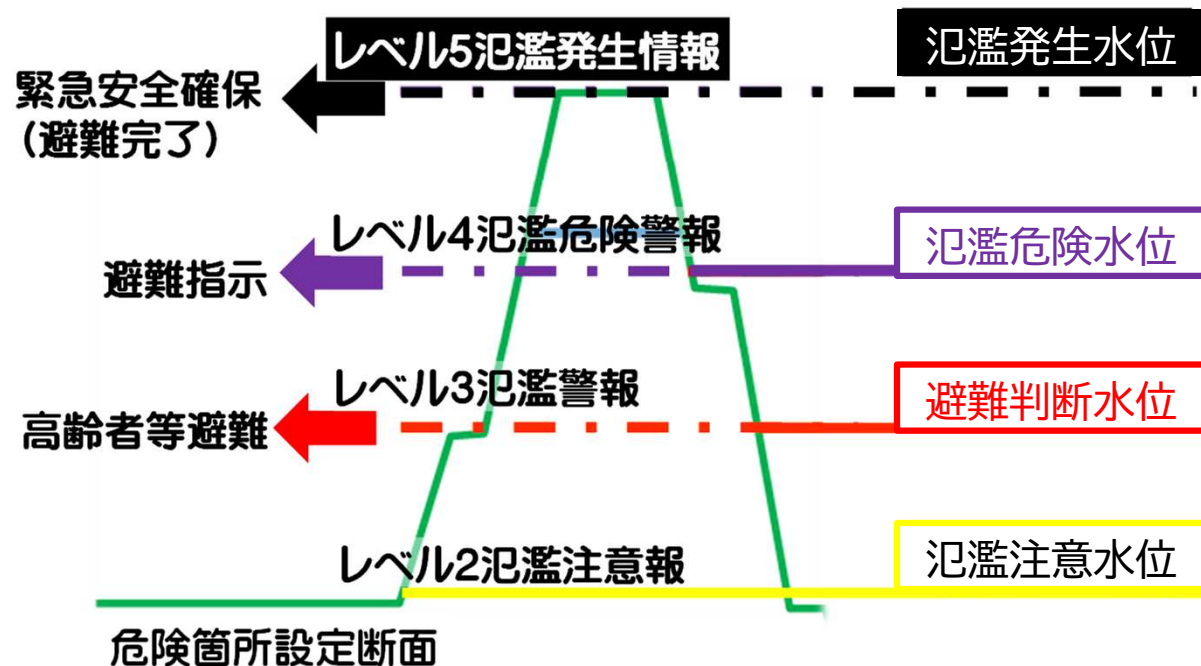 レベル5氾濫発生情報
氾濫発生水位
緊急安全確保
(避難完了)
レベル4氾濫危険警報
氾濫危険水位
避難指示
レベル3氾濫警報
避難判断水位
高齢者等避難
レベル2氾濫注意報
氾濫注意水位
危険箇所設定断面